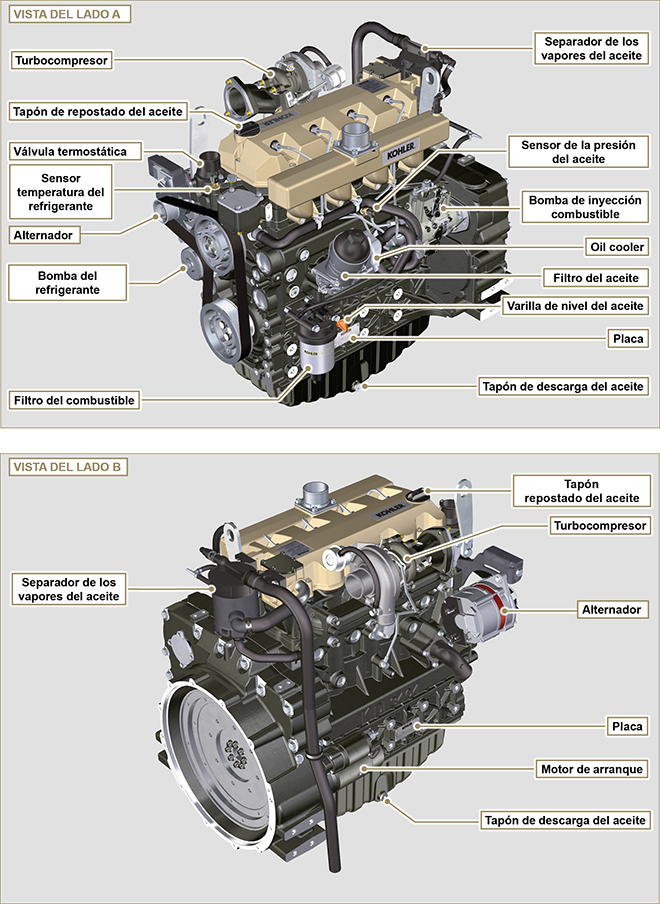 VISTA DEL LADO A
Turbocompresor
Separador de los
vapores del aceite
Tapón de repostado del aceite
KOHLER
KOHLER
Válvula termostática
Sensor de la presión
del aceite
Sensor
temperatura del
refrigerante
Bomba de inyección
combustible
Alternador
Oil cooler
Bomba del
refrigerante
Filtro del aceite
Varilla de nivel del aceite
KOHLER
Placa
Tapón de descarga del aceite
Filtro del combustible
VISTA DEL LADO B
Tapón
repostado del aceite
KOHLER
Turbocompresor
Separador de los
vapores del aceite
Alternador
Placa
Motor de arranque
Tapón de descarga del aceite